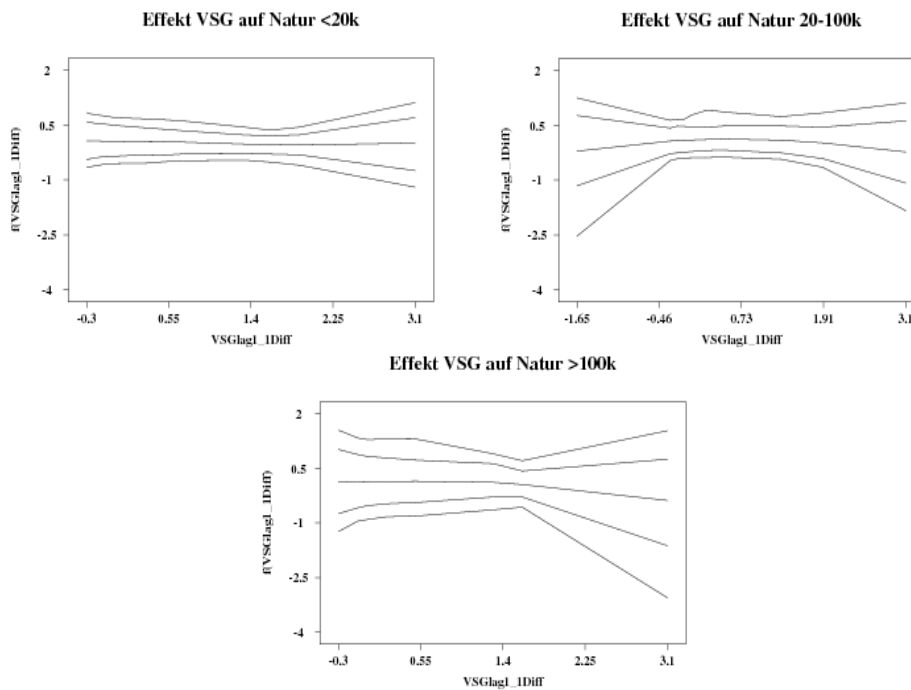 Effekt VSG auf Natur <20k
2
0.5
-1
-2.5
-4
f(VSGlag1_1Diff)
-0.3 0.55 1.4 2.25 3.1
VSGlag1_1Diff
Effekt VSG auf Natur 20-100k
2
0.5
-1
-2.5
-4
f(VSGlag1_1Diff)
-1.65 -0.46 0.73 1.91 3.1
VSGlag1_1Diff
Effekt VSG auf Natur >100k
2
0.5
-1
-2.5
-4
f(VSGlag1_1Diff)
-0.3 0.55 1.4 2.25 3.1
VSGlag1_1Diff